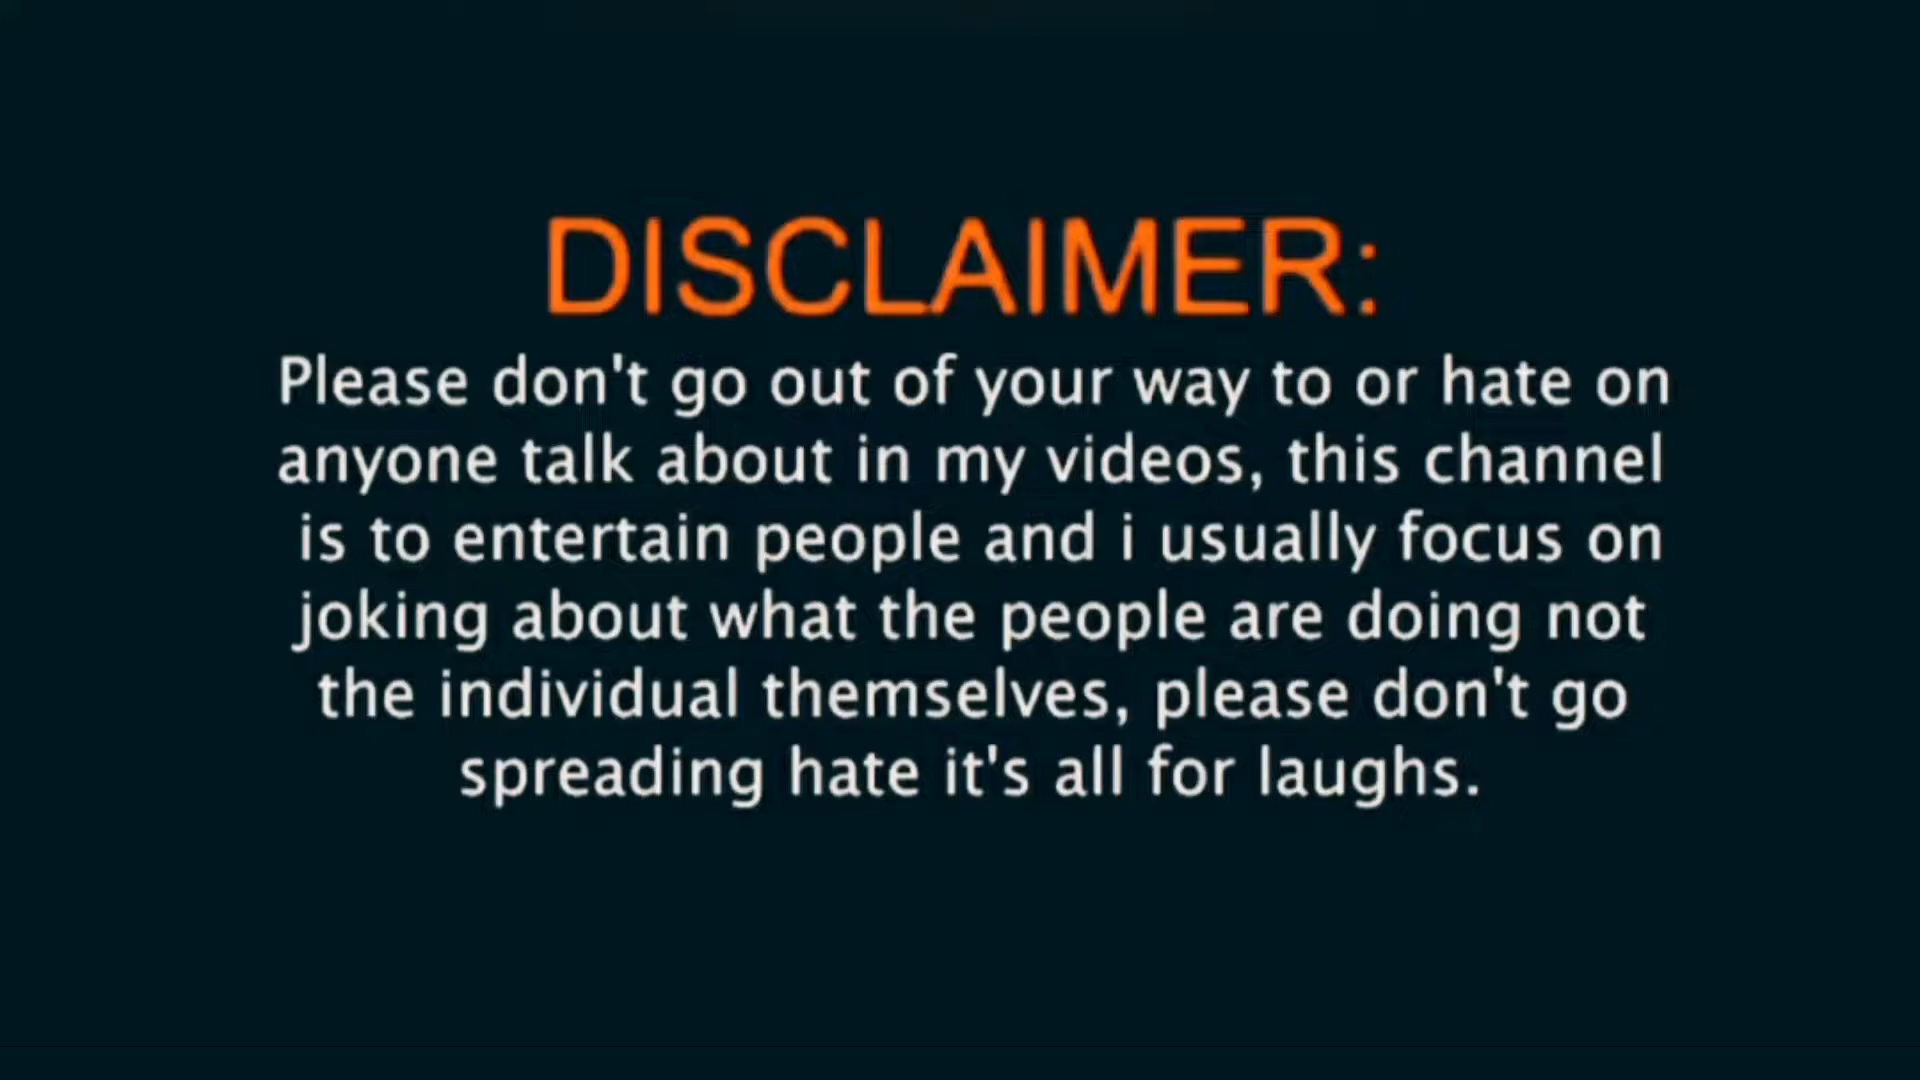 DISCLAIMER:
Please don't go out of your way to or hate on
anyone talk about in my videos, this channel
is to entertain people and i usually focus on
joking about what the people are doing not
the individual themselves, please don't go
spreading hate it's all for laughs.